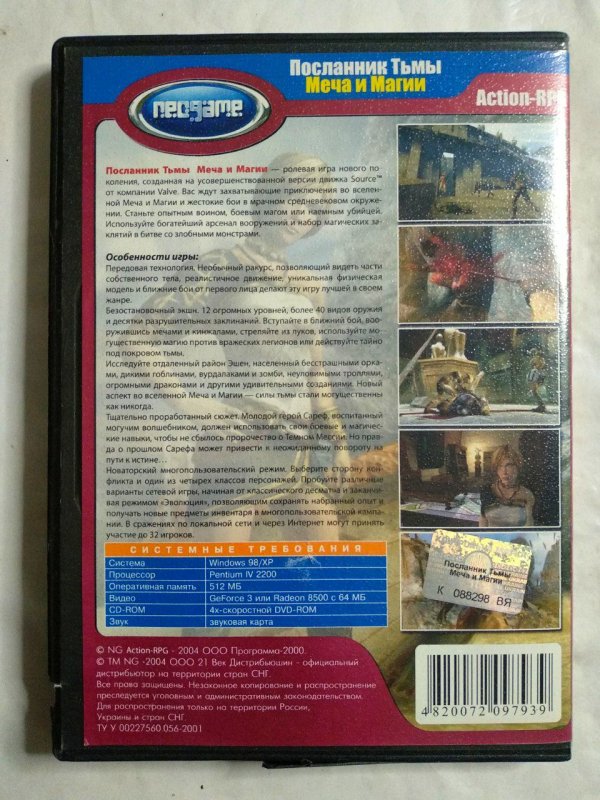 Посланник Тьмы
Меча и Магии
neogame
Action-RP
Посланник Тьмы Меча и Магии — ролевая игра нового по-
коления, созданная на усовершенствованной версии движка Source™
от компании Valve. Вас ждут захватывающие приключения во вселен-
ной Меча и Магии и жестокие бои в мрачном средневековом окруже-
нии. Станьте опытным воином, боевым магом или наемным убийцей.
Используйте богатейший арсенал вооружений и набор магических за-
клятий в битве со злобными монстрами.
Особенности игры:
Передовая технология. Необычный ракурс, позволяющий видеть части
собственного тела, реалистичное движение, уникальная физическая
модель и ближние бои от первого лица делают эту игру лучшей в своем
жанре.
Безостановочный экшн. 12 огромных уровней, более 40 видов оружия
и десятки разрушительных заклинаний. Вступайте в ближний бой, воо-
ружившись мечами и кинжалами, стреляйте из луков, используйте мо-
гущественную магию против вражеских легионов или действуйте тайно
под покровом тьмы.
Исследуйте отдаленный район Эшен, населенный бесстрашными орка-
ми, дикими гоблинами, вурдалаками и зомби, неуловимыми троллями,
огромными драконами и другими удивительными созданиями. Новый
аспект во вселенной Меча и Магии — силы тьмы стали могущественны
как никогда.
Тщательно проработанный сюжет. Молодой герой Сареф, воспитанный
могучим волшебником, должен использовать свои боевые и магичес-
кие навыки, чтобы не сбылось пророчество о Темном Мессии. Но прав-
да о прошлом Сарефа может привести к неожиданному повороту на
пути к истине...
Новаторский многопользовательский режим. Выберите сторону кон-
фликта и один из четырех классов персонажей. Пробуйте различные
варианты сетевой игры, начиная от классического десматча и заканчи-
вая режимом «Эволюция», позволяющим сохранять набранный опыт и
получать новые предметы инвентаря в многопользовательской кампа-
нии. В сражениях по локальной сети и через Интернет могут принять
участие до 32 игроков.
СИСТЕМНЫЕ ТРЕБОВАНИЯ
Система Windows 98/XP
Процессор Pentium IV 2200
Оперативная память 512 МБ
Видео GeForce 3 или Radeon 8500 с 64 МБ
CD-ROM 4х-скоростной DVD-ROM
Звук звуковая карта
Посланник Тьмы
Меча и Магии
К 088298 ВЯ
© NG Action-RPG - 2004 ООО Программа-2000.
© TM NG -2004 ООО 21 Век Дистрибьюшин - официальный
дистрибьютор на территории стран СНГ.
Все права защищены. Незаконное копирование и распространение
преследуется уголовным и административным законодательством.
Для распространения только на территории России,
Украины и стран СНГ.
ТУ У 00227560.056-2001
4820072097939